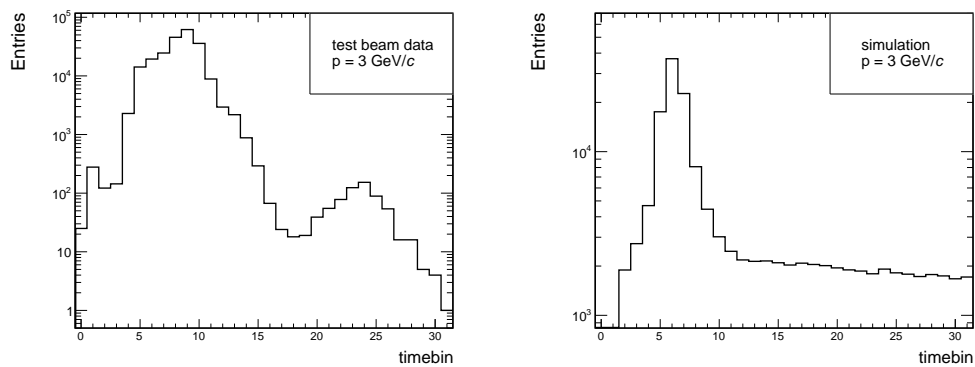 Entries
10^5
10^4
10^3
10^2
10
1
test beam data
p = 3 GeV/c
0 5 10 15 20 25 30
timebin
Entries
10^4
10^3
simulation
p = 3 GeV/c
0 5 10 15 20 25 30
timebin